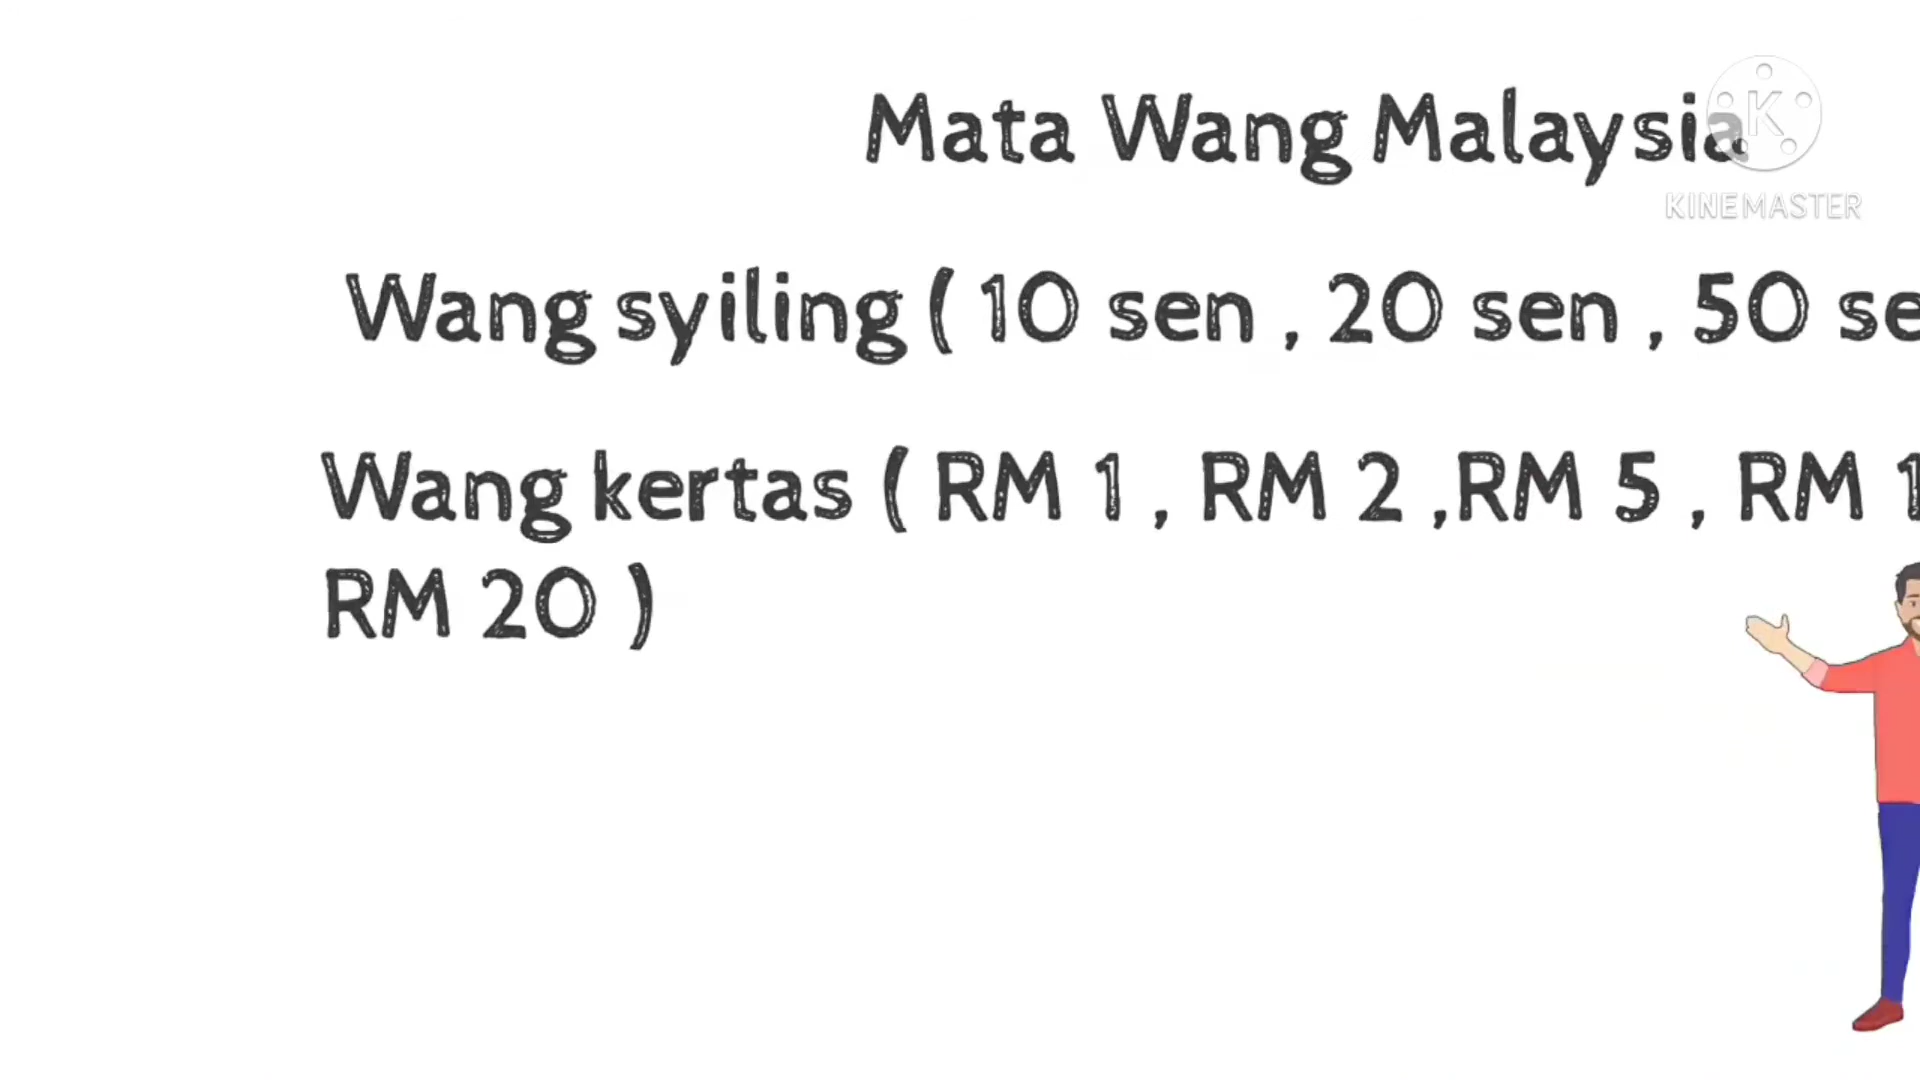 Mata Wang Malaysia
K
KINEMASTER
Wang syiling ( 10 sen , 20 sen , 50 se
Wang kertas ( RM 1 , RM 2 ,RM 5 , RM 1
RM 20 )